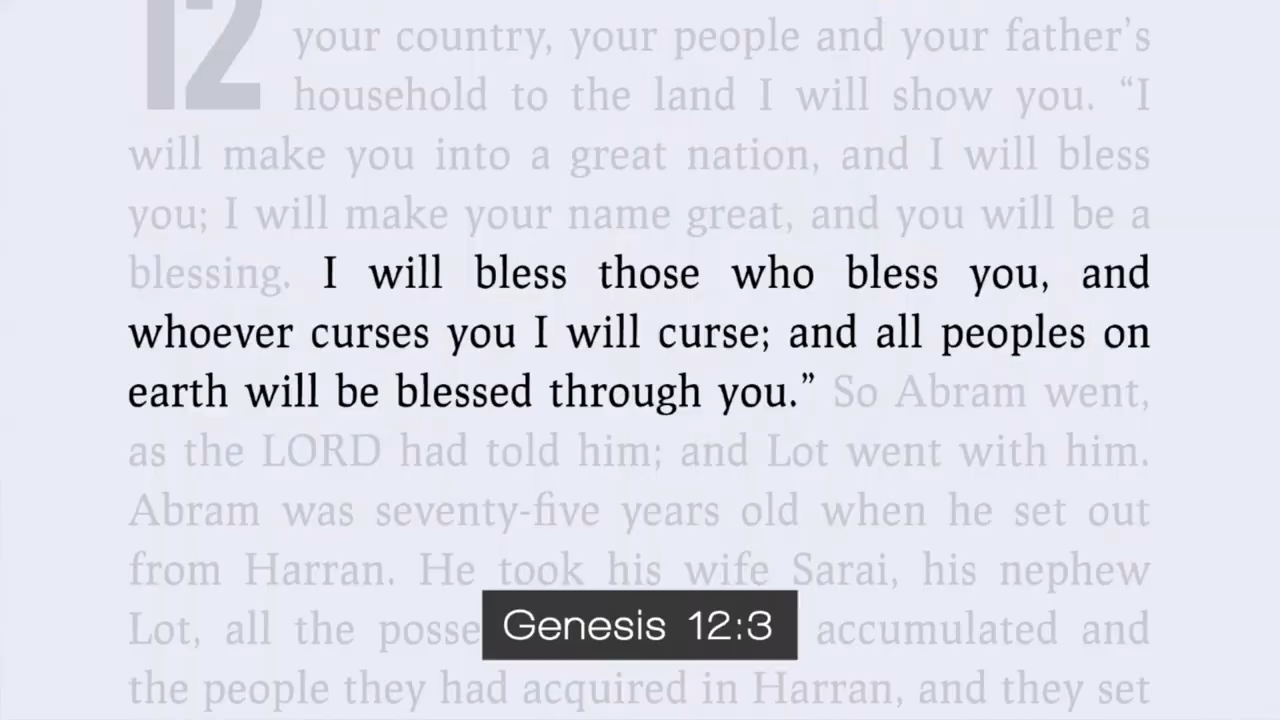 12 your country, your people and your father’s
household to the land I will show you. “I
will make you into a great nation, and I will bless
you; I will make your name great, and you will be a
blessing. I will bless those who bless you, and
whoever curses you I will curse; and all peoples on
earth will be blessed through you.” So Abram went,
as the LORD had told him; and Lot went with him.
Abram was seventy-five years old when he set out
from Harran. He took his wife Sarai, his nephew
Lot, all the posse accumulated and
Genesis 12:3
the people they had acquired in Harran, and they set